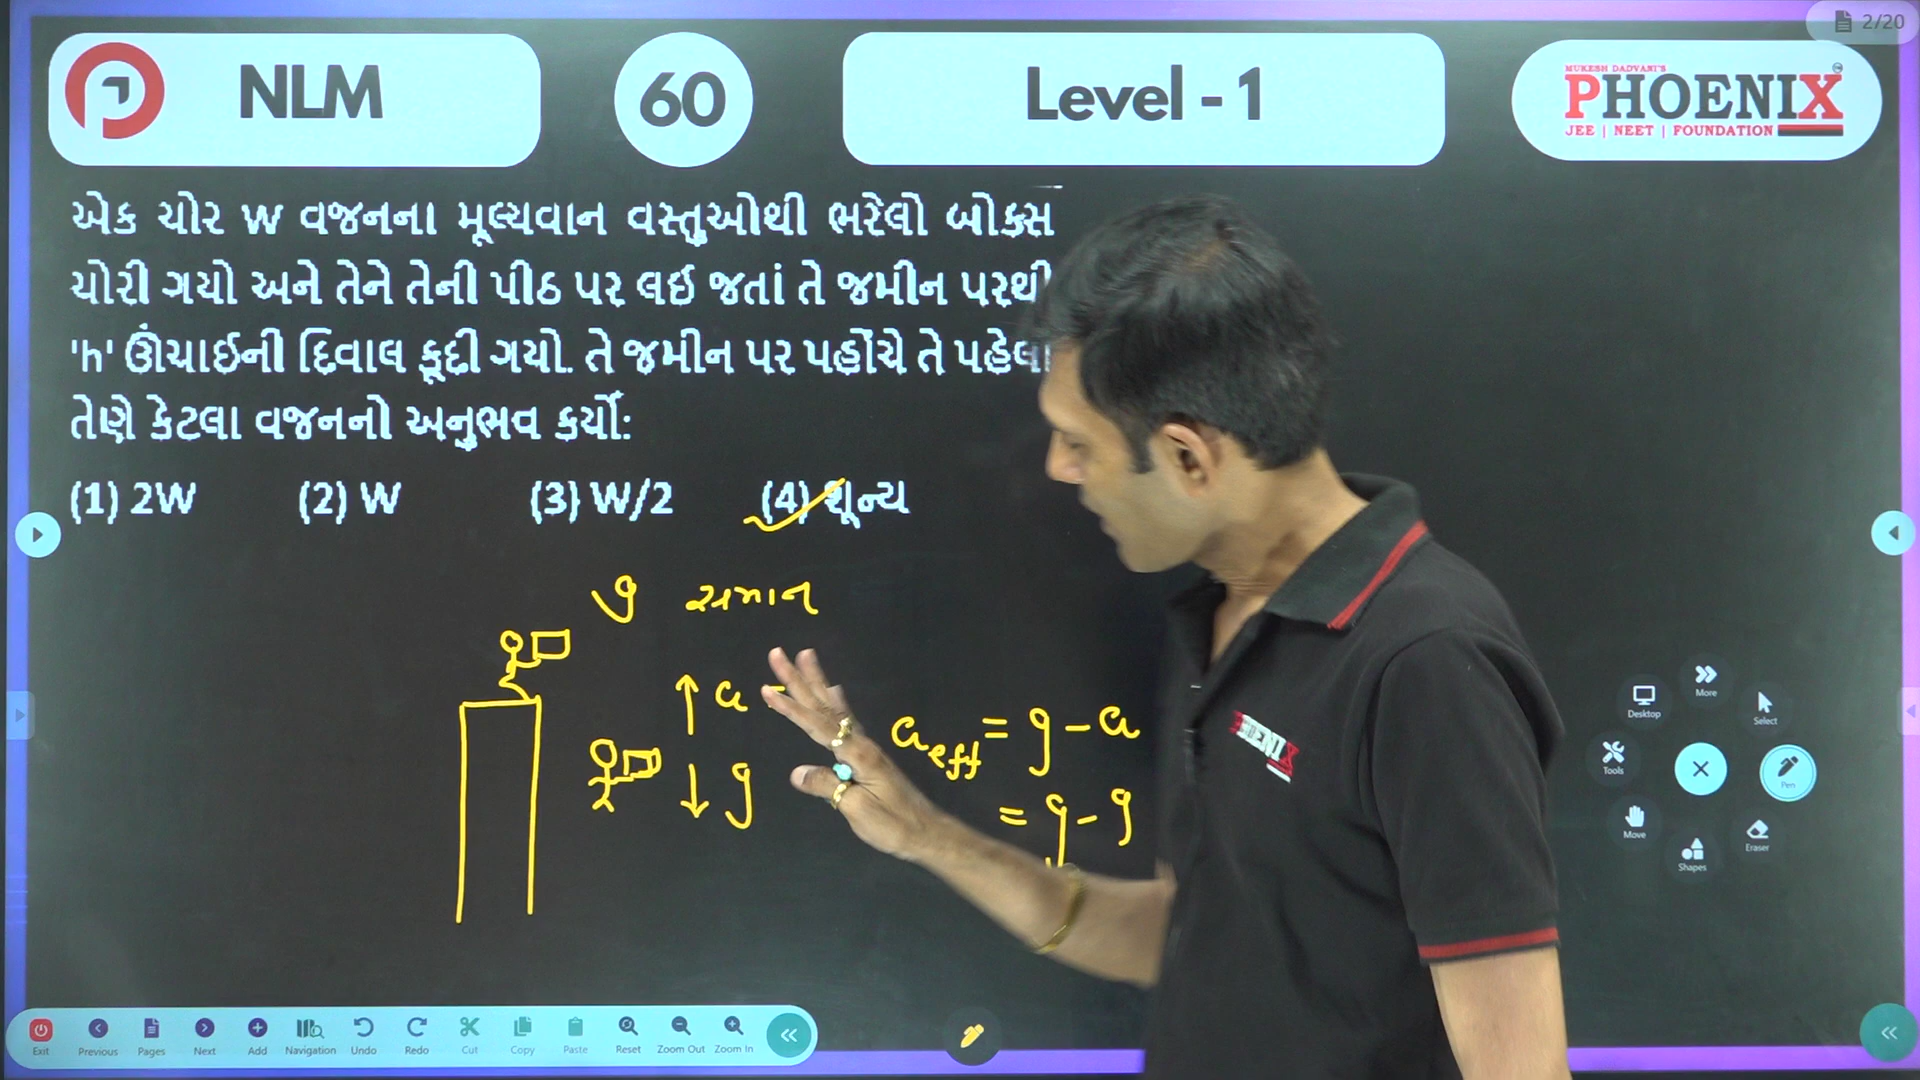 2/20
NLM
60
Level - 1
MUKESH DADVANI'S
PHOENIX
JEE | NEET | FOUNDATION
એક ચોર W વજનના મૂલ્યવાન વસ્તુઓથી ભરેલો બોક્સ
ચોરી ગયો અને તેને તેની પીઠ પર લઈ જતાં તે જમીન પરથી
'h' ઊંચાઈની દિવાલ કૂદી ગયો. તે જમીન પર પહોંચે તે પહેલા
તેણે કેટલા વજનનો અનુભવ કર્યો:
(1) 2W (2) W (3) W/2 (4) શૂન્ય
g સમાન
a
g
a eff = g - a
= g - g
PHOENIX
More
Desktop
Select
Tools
Pen
Move
Eraser
Shapes
Exit Previous Pages Next Add Navigation Undo Redo Cut Copy Paste Reset Zoom Out Zoom In